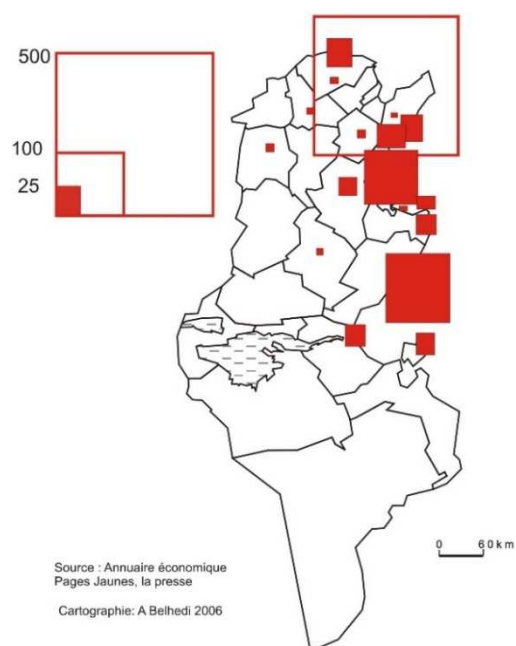 500
100
25
0 60 km
Source : Annuaire économique
Pages Jaunes, la presse
Cartographie: A Belhedi 2006